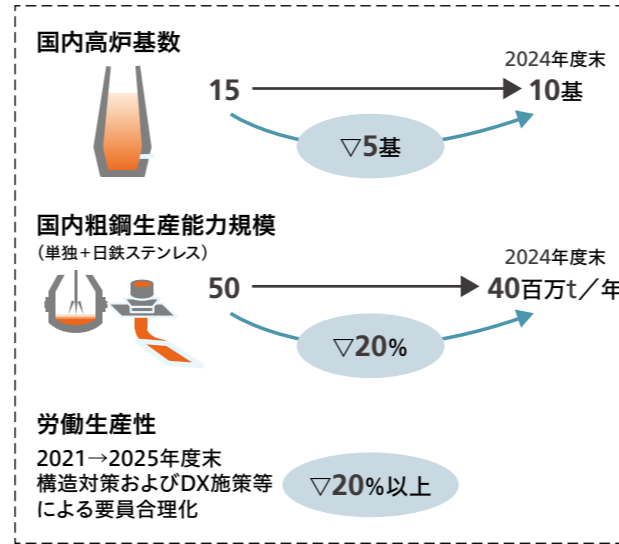 国内高炉基数
2024年度末
15
10基
▽5基
国内粗鋼生産能力規模
（単独＋日鉄ステンレス）
2024年度末
50
40百万t／年
▽20%
労働生産性
2021→2025年度末
構造対策およびDX施策等
による要員合理化
▽20%以上